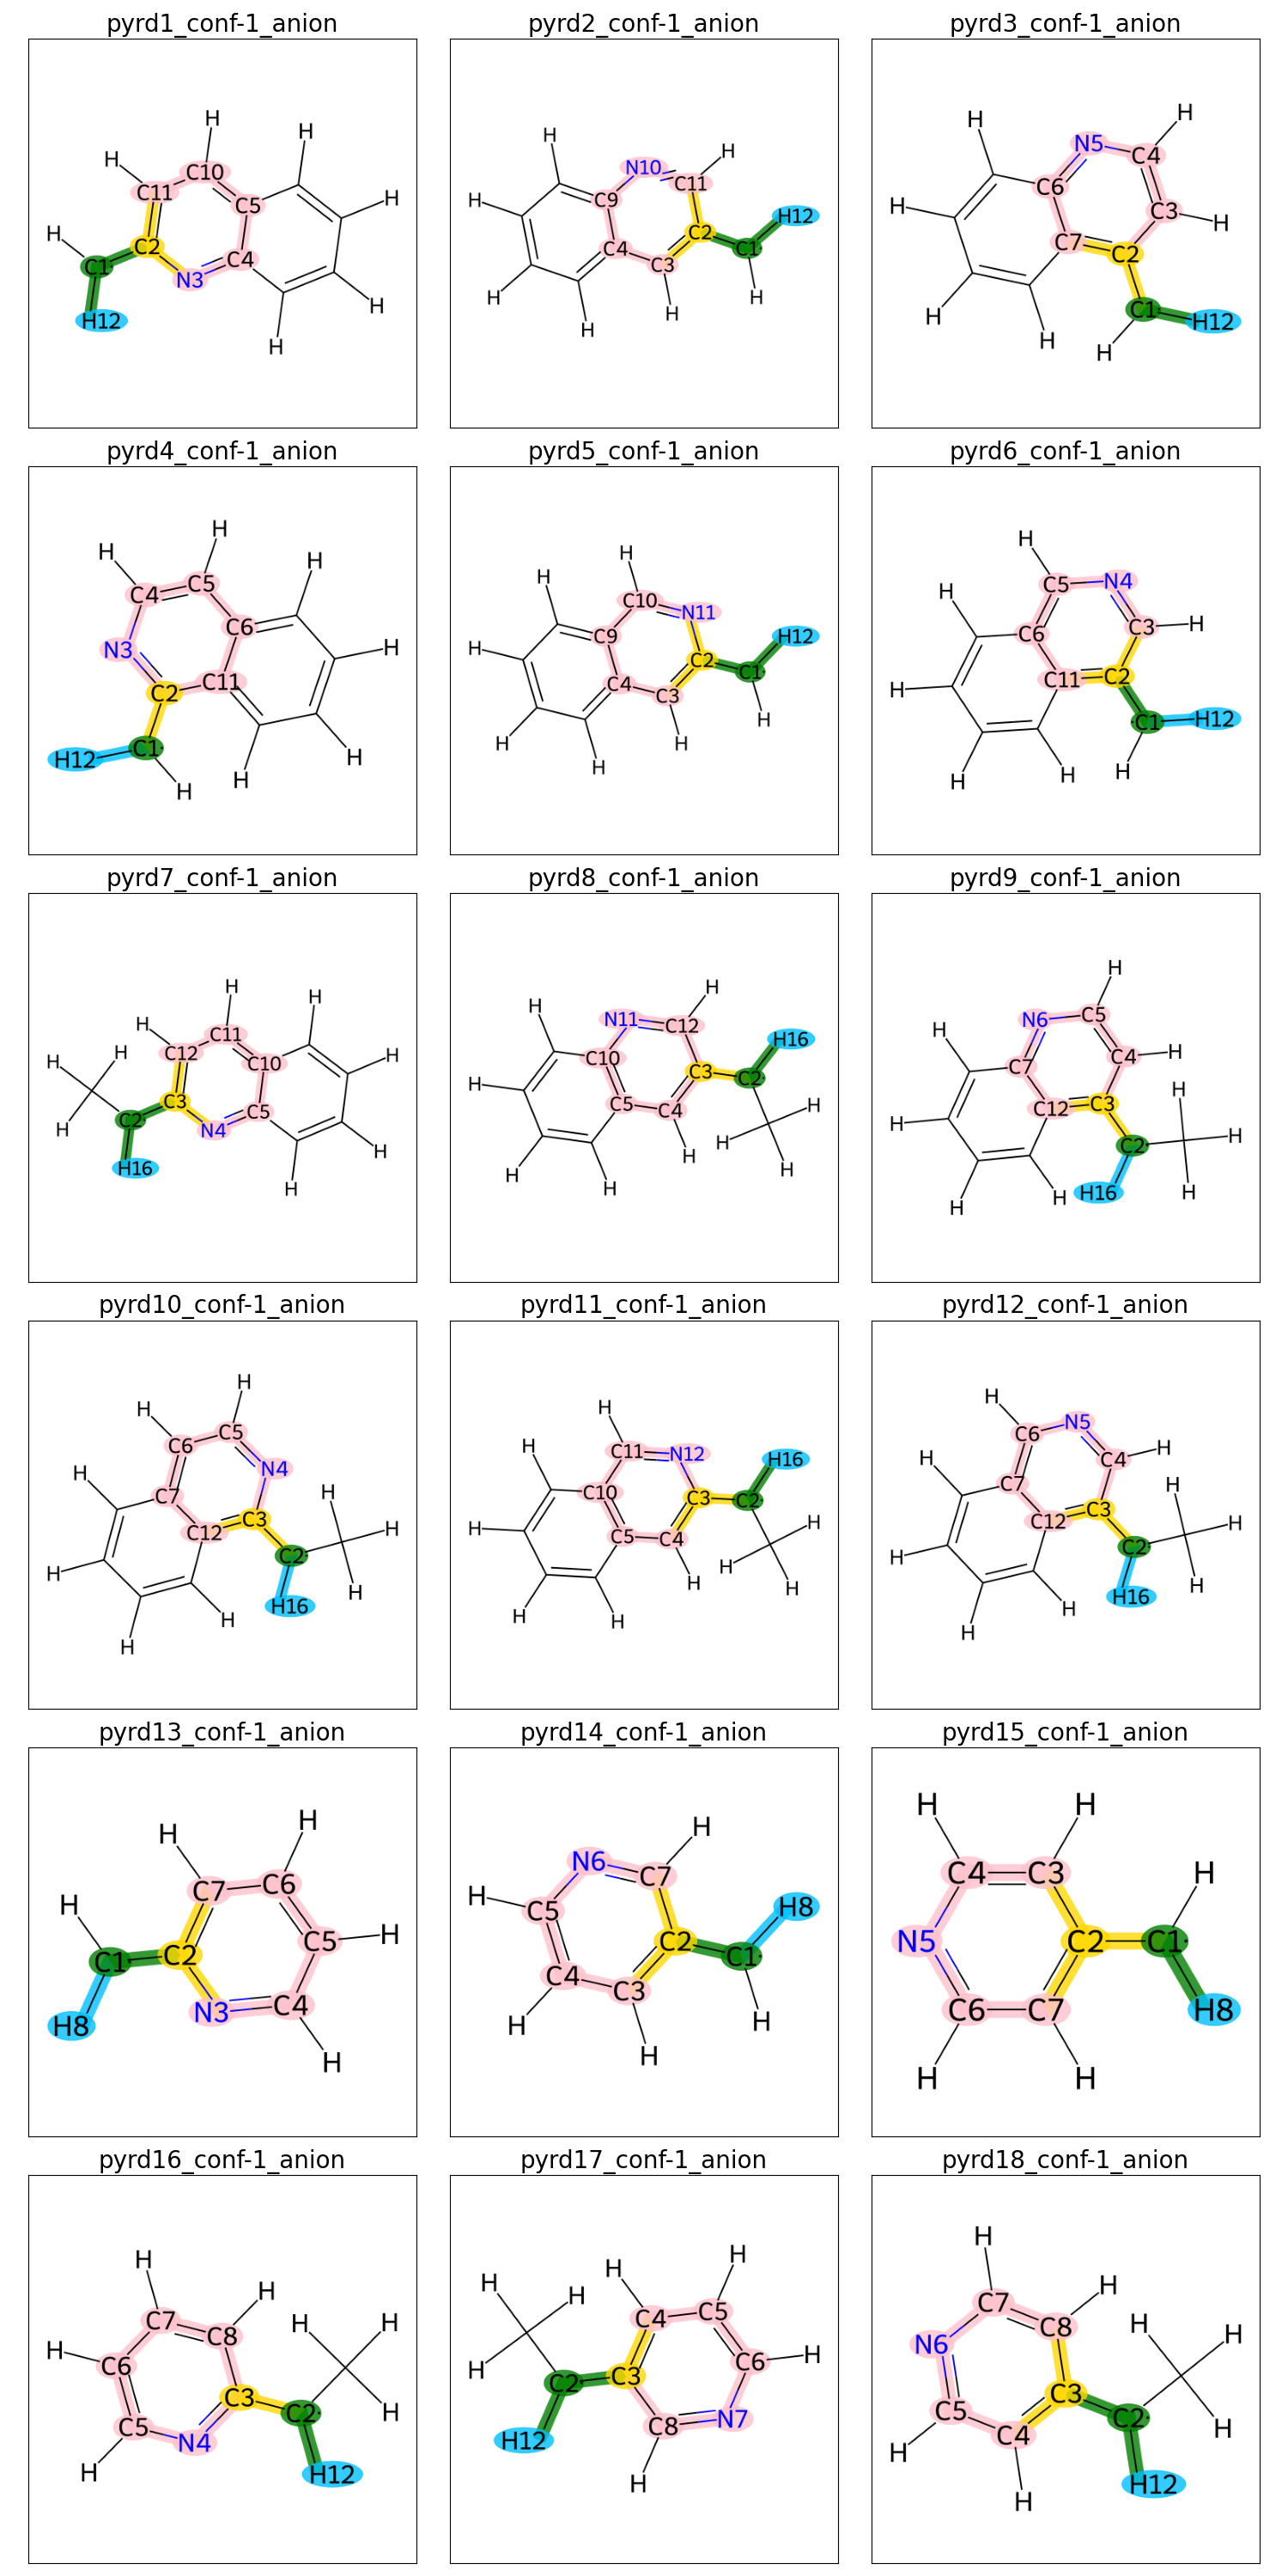 pyrd1_conf-1_anion pyrd2_conf-1_anion pyrd3_conf-1_anion
H H H C10 C11 C5 H H C2 C4 C1 N3 H H12 H
H N10 H C11 H C9 H12 C2 C1 C4 C3 H H H H
H H N5 C4 C6 H C3 H C7 C2 C1 H12 H H H
pyrd4_conf-1_anion pyrd5_conf-1_anion pyrd6_conf-1_anion
H H H C5 C4 C6 H N3 C11 C2 C1 H12 H H H
H H C10 N11 C9 H12 H C2 C1 C4 C3 H H H H
H N4 C5 H C3 H C6 C11 C2 H C1 H12 H H H
pyrd7_conf-1_anion pyrd8_conf-1_anion pyrd9_conf-1_anion
H H H C11 H C12 H H C10 C3 C5 C2 N4 H H H16 H
H H N11 C12 H16 C10 C3 C2 H C5 C4 H H H H H H
H C5 N6 H C4 H C7 H C12 C3 H C2 H H16 H H H
pyrd10_conf-1_anion pyrd11_conf-1_anion pyrd12_conf-1_anion
H H C5 C6 N4 H H C7 C3 H C12 C2 H H H16 H H
H H C11 N12 H16 C10 C3 C2 H H C5 C4 H H H H H
H N5 C6 H H C4 C7 H C3 C12 H C2 H H H16 H H
pyrd13_conf-1_anion pyrd14_conf-1_anion pyrd15_conf-1_anion
H H C6 C7 H H C5 C2 C1 C4 N3 H8 H
H N6 C7 H H8 C5 C2 C1 C4 C3 H H H
H H C4 C3 H N5 C2 C1 C6 C7 H8 H H
pyrd16_conf-1_anion pyrd17_conf-1_anion pyrd18_conf-1_anion
H H C7 H H C8 H C6 C3 C2 H C5 N4 H H12
H H H H C4 C5 H C6 H C3 C2 N7 C8 H12 H
H H C7 H C8 H N6 C3 C5 C2 H C4 H H12 H